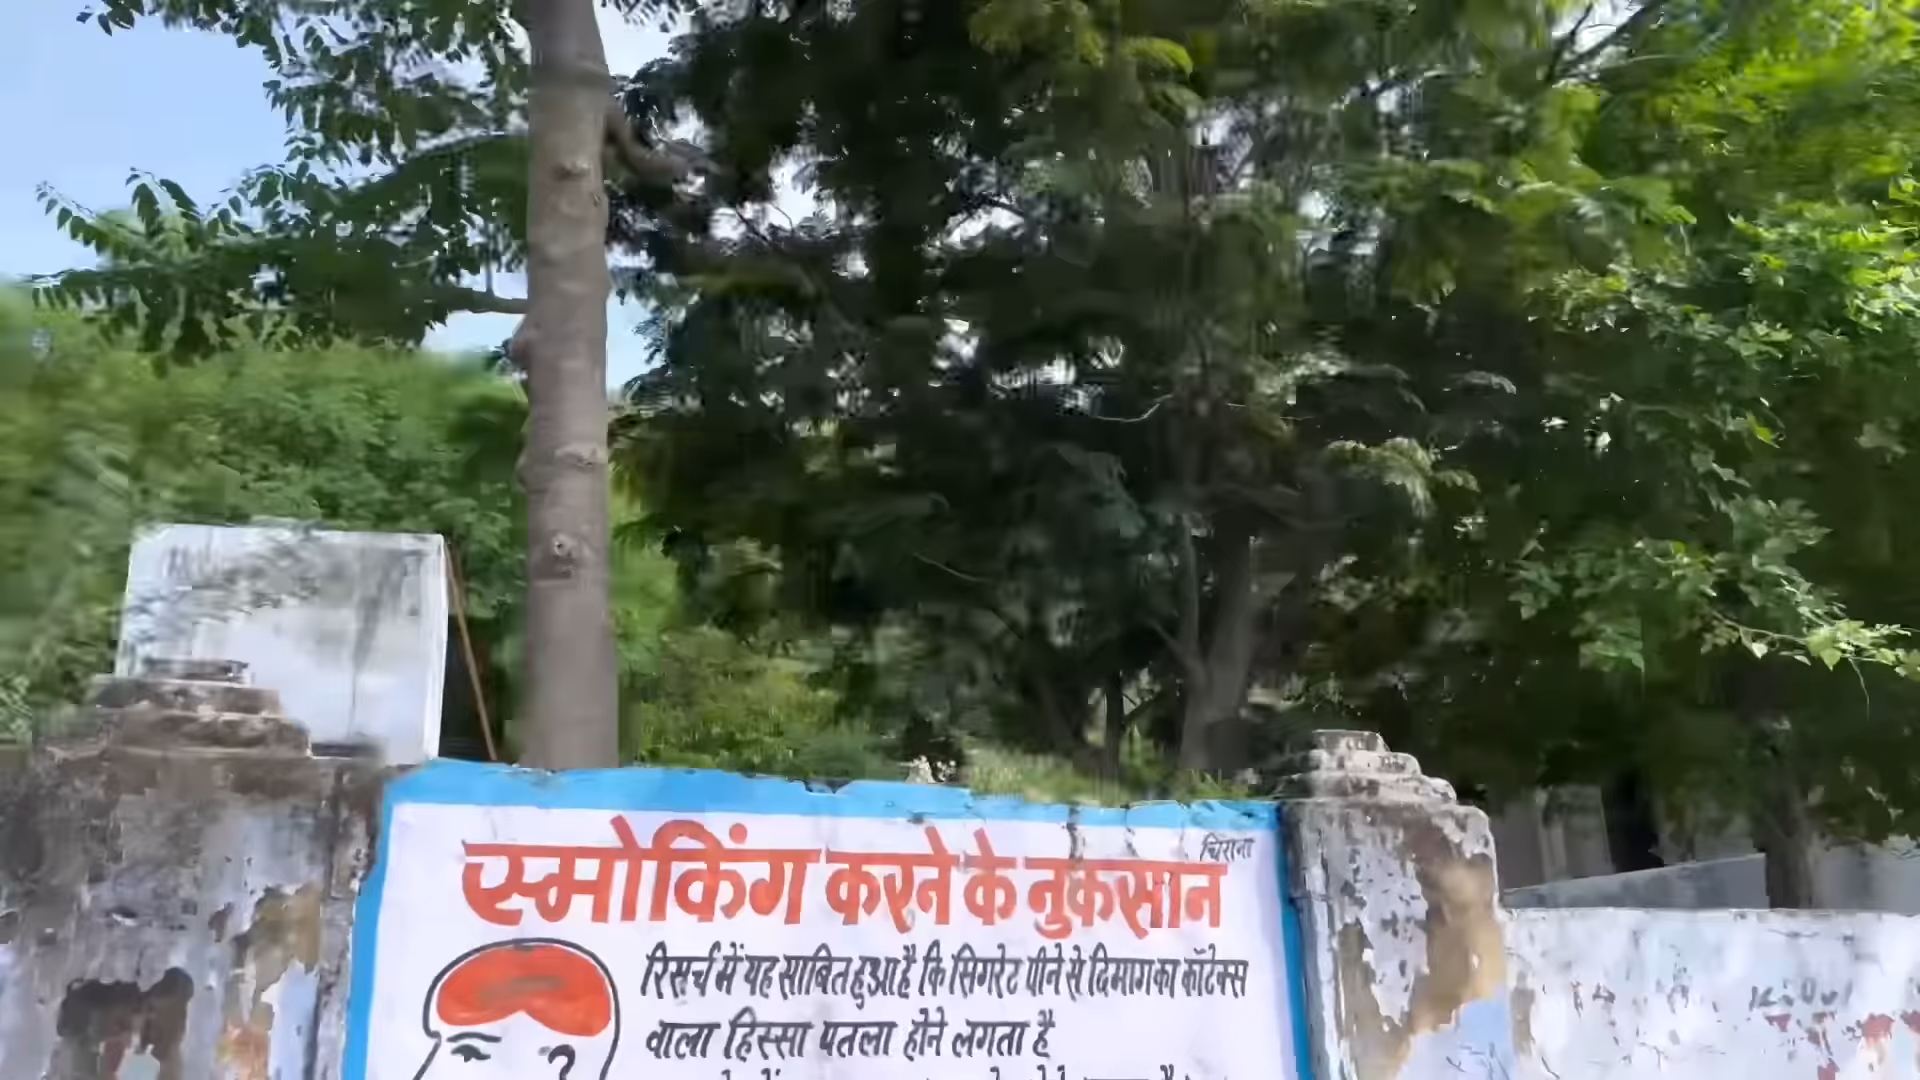 चिराना
स्मोकिंग करने के नुकसान
रिसर्च में यह साबित हुआ है कि सिगरेट पीने से दिमाग का कॉटेक्स
वाला हिस्सा पतला होने लगता है